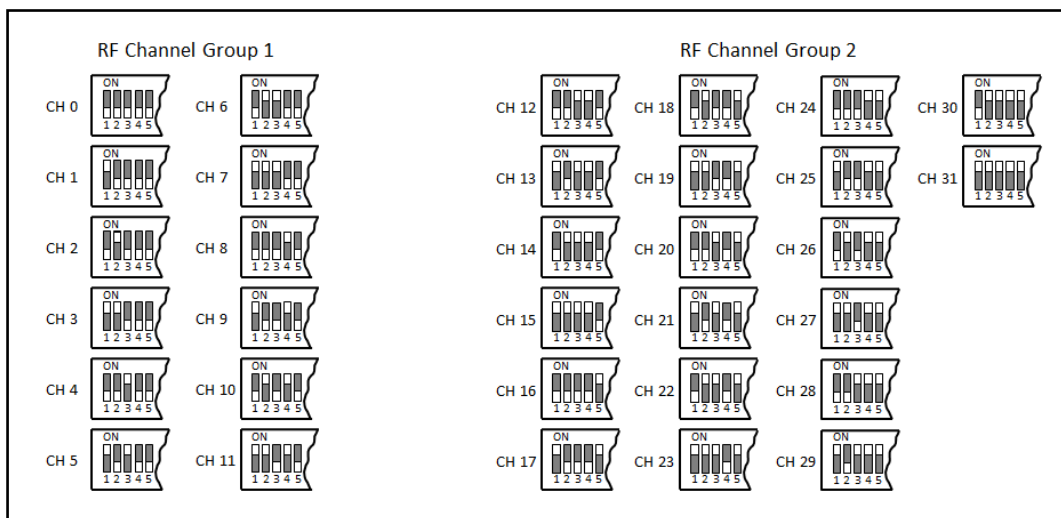 RF Channel Group 1 RF Channel Group 2
CH 0 ON 1 2 3 4 5 CH 6 ON 1 2 3 4 5 CH 12 ON 1 2 3 4 5 CH 18 ON 1 2 3 4 5 CH 24 ON 1 2 3 4 5 CH 30 ON 1 2 3 4 5
CH 1 ON 1 2 3 4 5 CH 7 ON 1 2 3 4 5 CH 13 ON 1 2 3 4 5 CH 19 ON 1 2 3 4 5 CH 25 ON 1 2 3 4 5 CH 31 ON 1 2 3 4 5
CH 2 ON 1 2 3 4 5 CH 8 ON 1 2 3 4 5 CH 14 ON 1 2 3 4 5 CH 20 ON 1 2 3 4 5 CH 26 ON 1 2 3 4 5
CH 3 ON 1 2 3 4 5 CH 9 ON 1 2 3 4 5 CH 15 ON 1 2 3 4 5 CH 21 ON 1 2 3 4 5 CH 27 ON 1 2 3 4 5
CH 4 ON 1 2 3 4 5 CH 10 ON 1 2 3 4 5 CH 16 ON 1 2 3 4 5 CH 22 ON 1 2 3 4 5 CH 28 ON 1 2 3 4 5
CH 5 ON 1 2 3 4 5 CH 11 ON 1 2 3 4 5 CH 17 ON 1 2 3 4 5 CH 23 ON 1 2 3 4 5 CH 29 ON 1 2 3 4 5